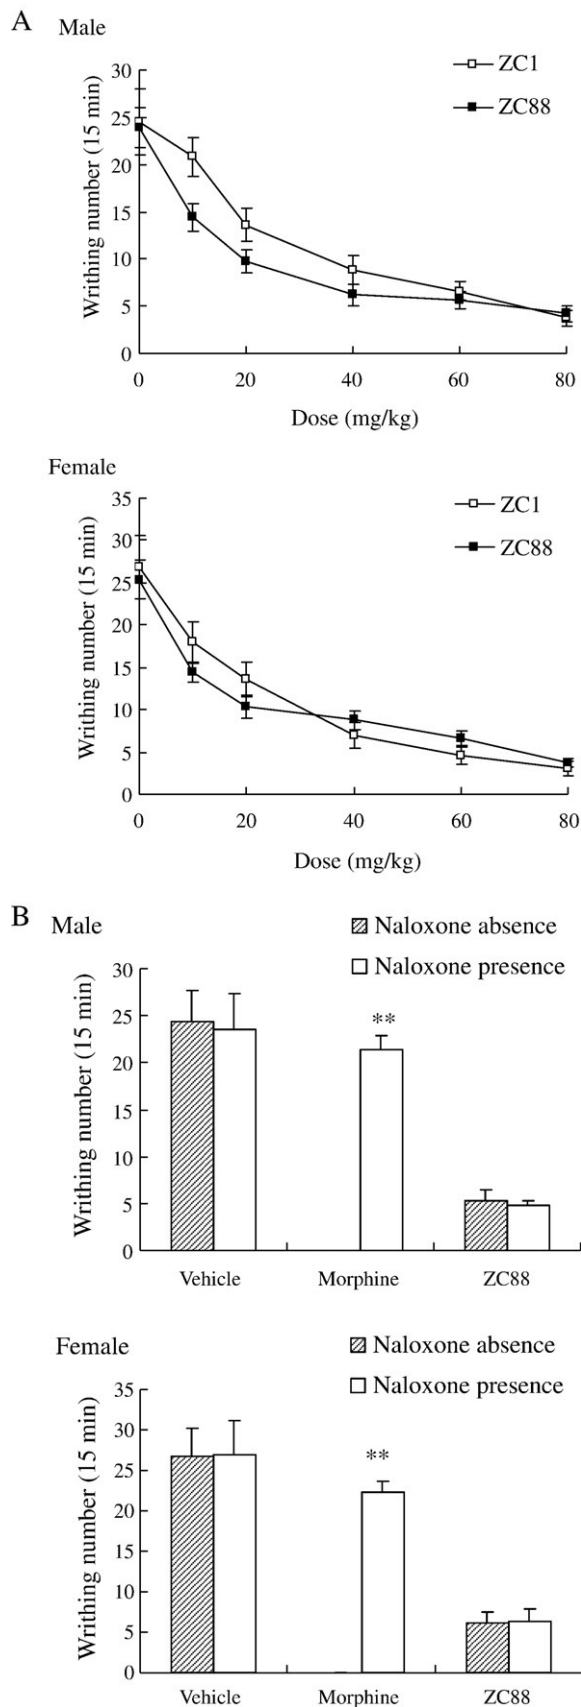 A Male
ZC1
ZC88
Writhing number (15 min)
30
25
20
15
10
5
0
0 20 40 60 80
Dose (mg/kg)
Female
ZC1
ZC88
Writhing number (15 min)
35
30
25
20
15
10
5
0
0 20 40 60 80
Dose (mg/kg)
B Male
Naloxone absence
Naloxone presence
Writhing number (15 min)
30
25
20
15
10
5
0
**
Vehicle Morphine ZC88
Female
Naloxone absence
Naloxone presence
Writhing number (15 min)
35
30
25
20
15
10
5
0
**
Vehicle Morphine ZC88